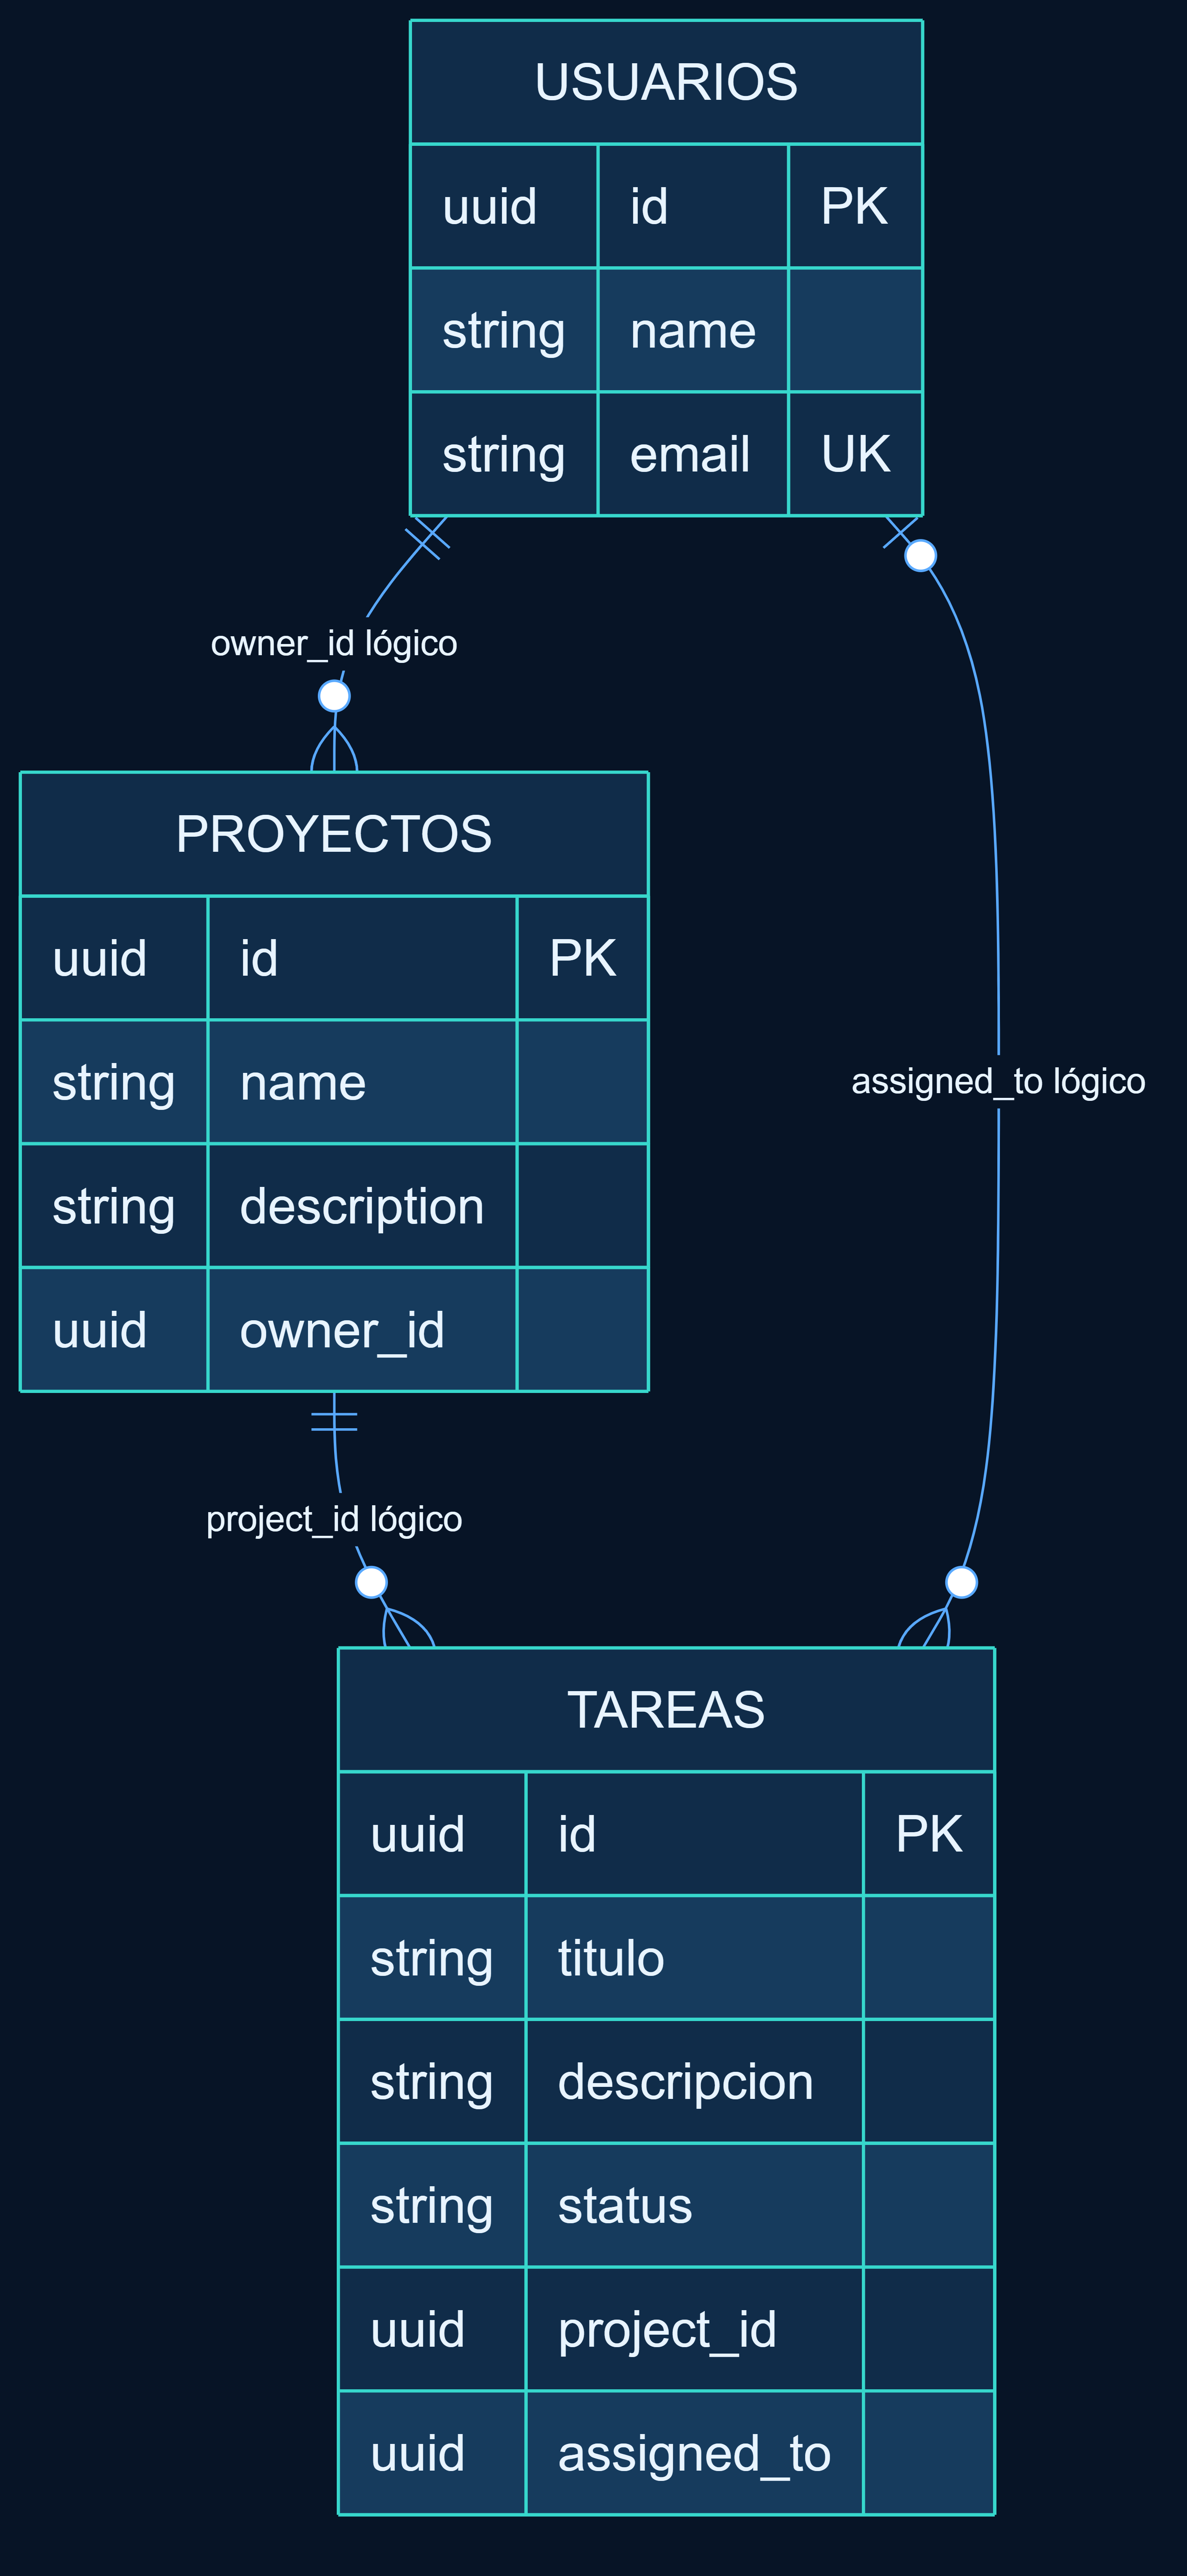 USUARIOS
uuid id PK
string name
string email UK
owner_id lógico
PROYECTOS
uuid id PK
string name
string description
uuid owner_id
assigned_to lógico
project_id lógico
TAREAS
uuid id PK
string titulo
string descripcion
string status
uuid project_id
uuid assigned_to